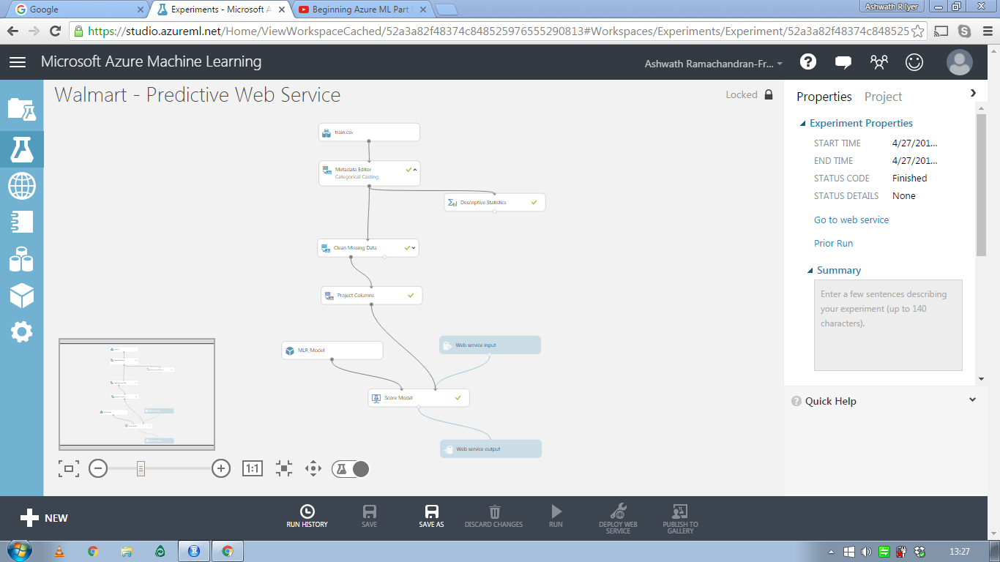 Google
Experiments - Microsoft A
Beginning Azure ML Part
Ashwath R Iyer
https://studio.azureml.net/Home/ViewWorkspaceCached/52a3a82f48374c848525976555290813#Workspaces/Experiments/Experiment/52a3a82f48374c848525
Microsoft Azure Machine Learning
Ashwath Ramachandran-Fr...
Walmart - Predictive Web Service
Locked
train.csv
Metadata Editor
Categorical Casting
Descriptive Statistics
Clean Missing Data
Project Columns
MLR_Model
Web service input
Score Model
Web service output
1:1
Properties Project
Experiment Properties
START TIME 4/27/201...
END TIME 4/27/201...
STATUS CODE Finished
STATUS DETAILS None
Go to web service
Prior Run
Summary
Enter a few sentences describing
your experiment (up to 140
characters).
Quick Help
NEW
RUN HISTORY
SAVE
SAVE AS
DISCARD CHANGES
RUN
DEPLOY WEB
SERVICE
PUBLISH TO
GALLERY
13:27